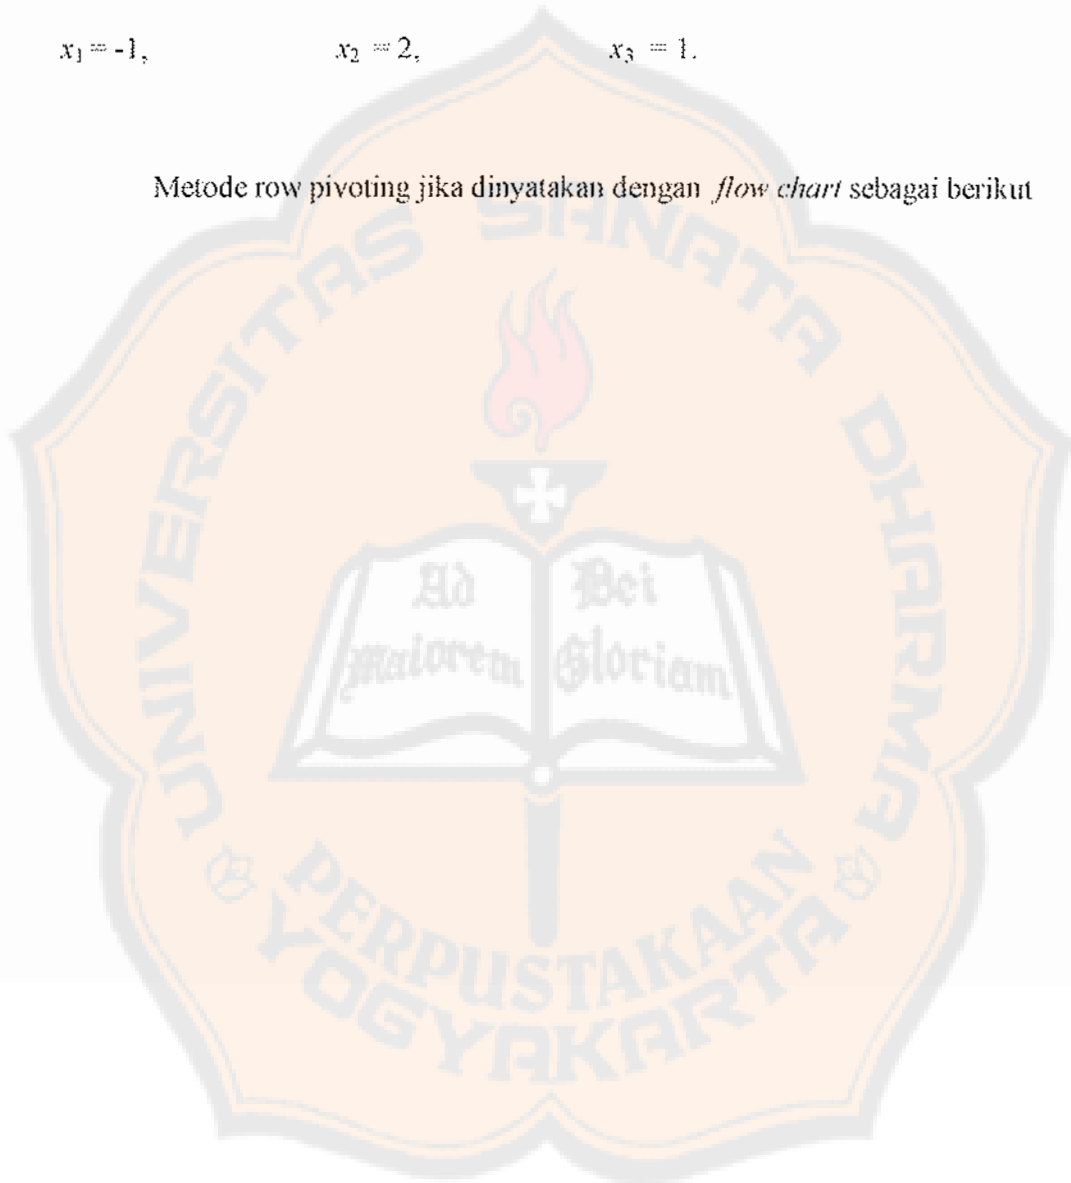 x₁ = -1,    x₂ = 2,    x₃ = 1.
Metode row pivoting jika dinyatakan dengan flow chart sebagai berikut
UNIVERSITAS SANATA DHARMA
Ad Dei
maiorem Gloriam
PERPUSTAKAAN
YOGYAKARTA